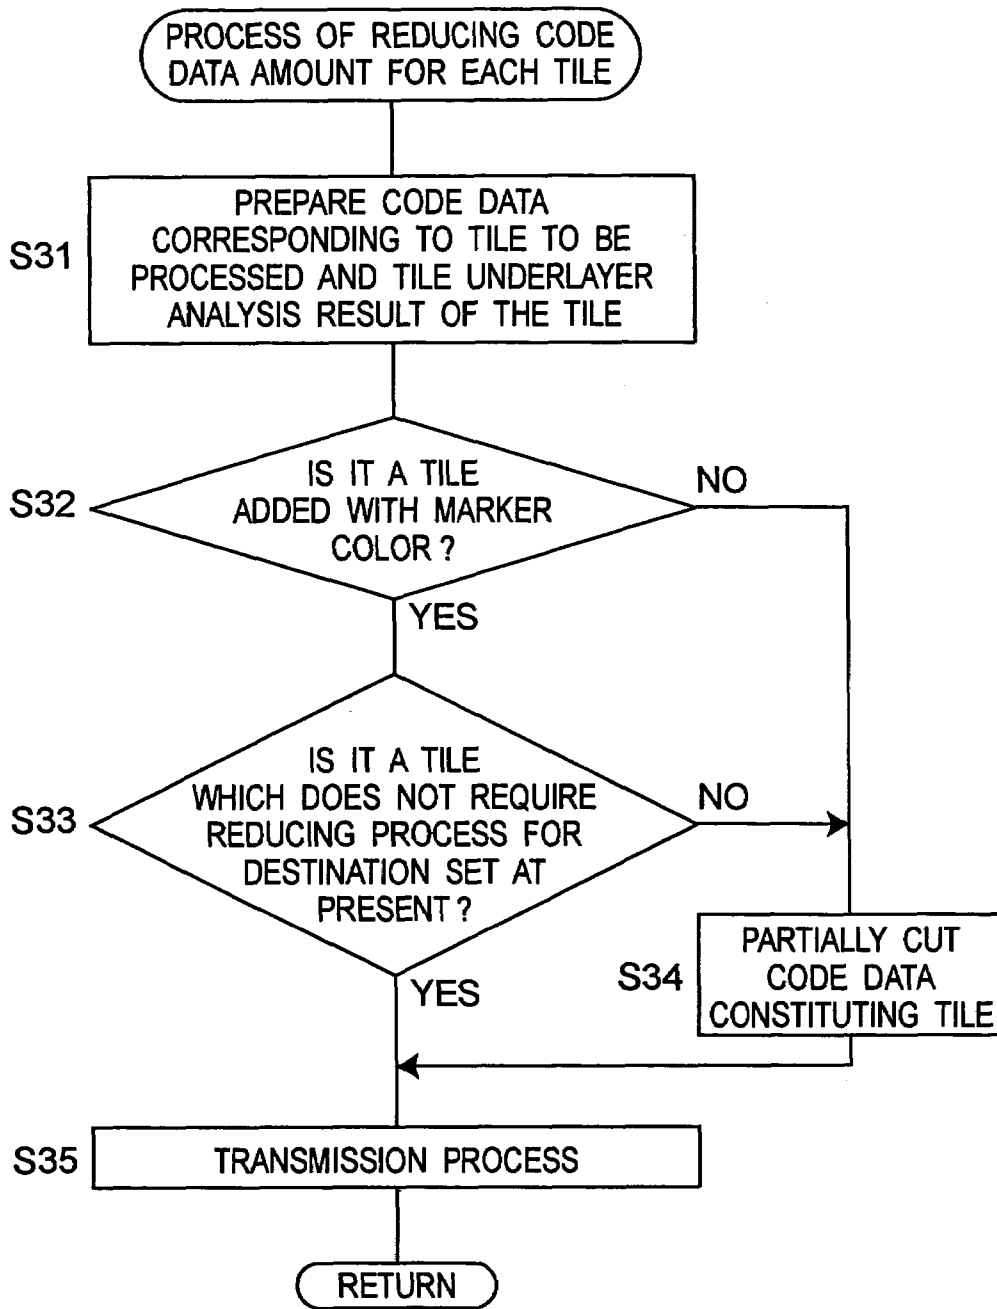 PROCESS OF REDUCING CODE
DATA AMOUNT FOR EACH TILE
S31
PREPARE CODE DATA
CORRESPONDING TO TILE TO BE
PROCESSED AND TILE UNDERLAYER
ANALYSIS RESULT OF THE TILE
S32
IS IT A TILE
ADDED WITH MARKER
COLOR ?
NO
YES
S33
IS IT A TILE
WHICH DOES NOT REQUIRE
REDUCING PROCESS FOR
DESTINATION SET AT
PRESENT ?
NO
YES
S34
PARTIALLY CUT
CODE DATA
CONSTITUTING TILE
S35
TRANSMISSION PROCESS
RETURN